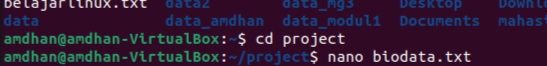 belajarlinux.txt data2 data_mg3 Desktop
data data_amdhan data_modul1 Documents
amdhan@amdhan-VirtualBox:~$ cd project
amdhan@amdhan-VirtualBox:~/project$ nano biodata.txt